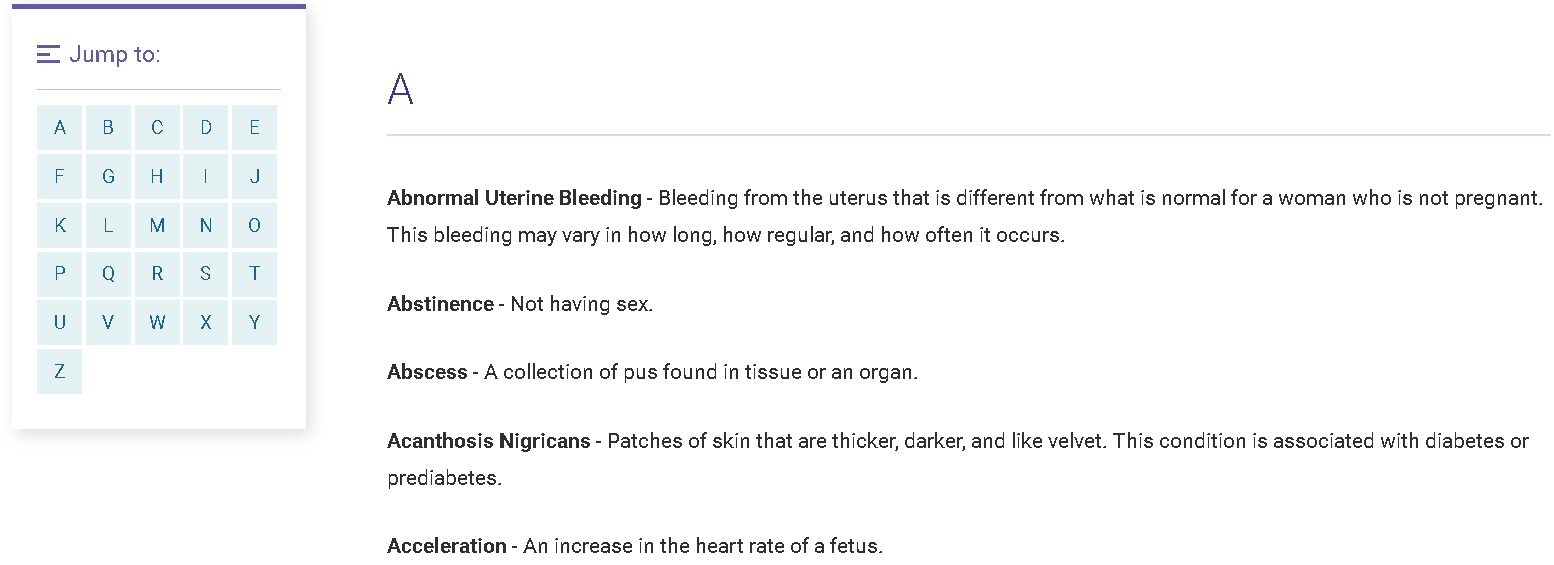 Jump to:
A B C D E
F G H I J
K L M N O
P Q R S T
U V W X Y
Z
A
Abnormal Uterine Bleeding - Bleeding from the uterus that is different from what is normal for a woman who is not pregnant.
This bleeding may vary in how long, how regular, and how often it occurs.
Abstinence - Not having sex.
Abscess - A collection of pus found in tissue or an organ.
Acanthosis Nigricans - Patches of skin that are thicker, darker, and like velvet. This condition is associated with diabetes or
prediabetes.
Acceleration - An increase in the heart rate of a fetus.